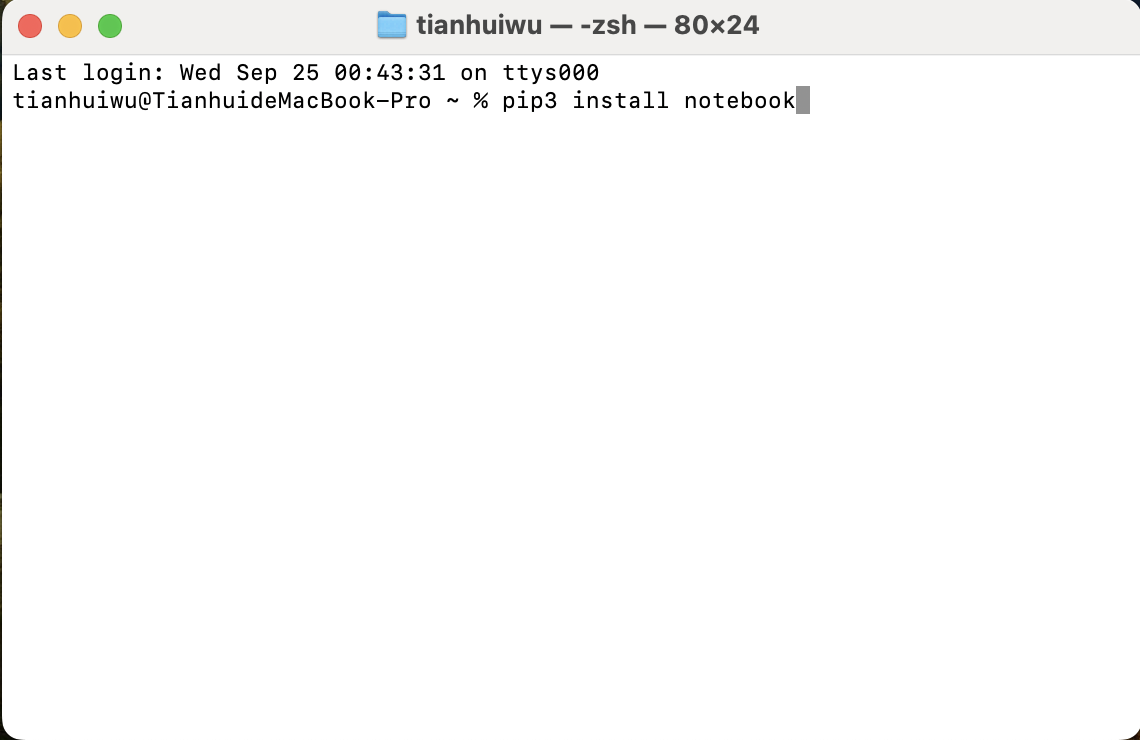 tianhuiwu — -zsh — 80×24
Last login: Wed Sep 25 00:43:31 on ttys000
tianhuiwu@TianhuideMacBook-Pro ~ % pip3 install notebook